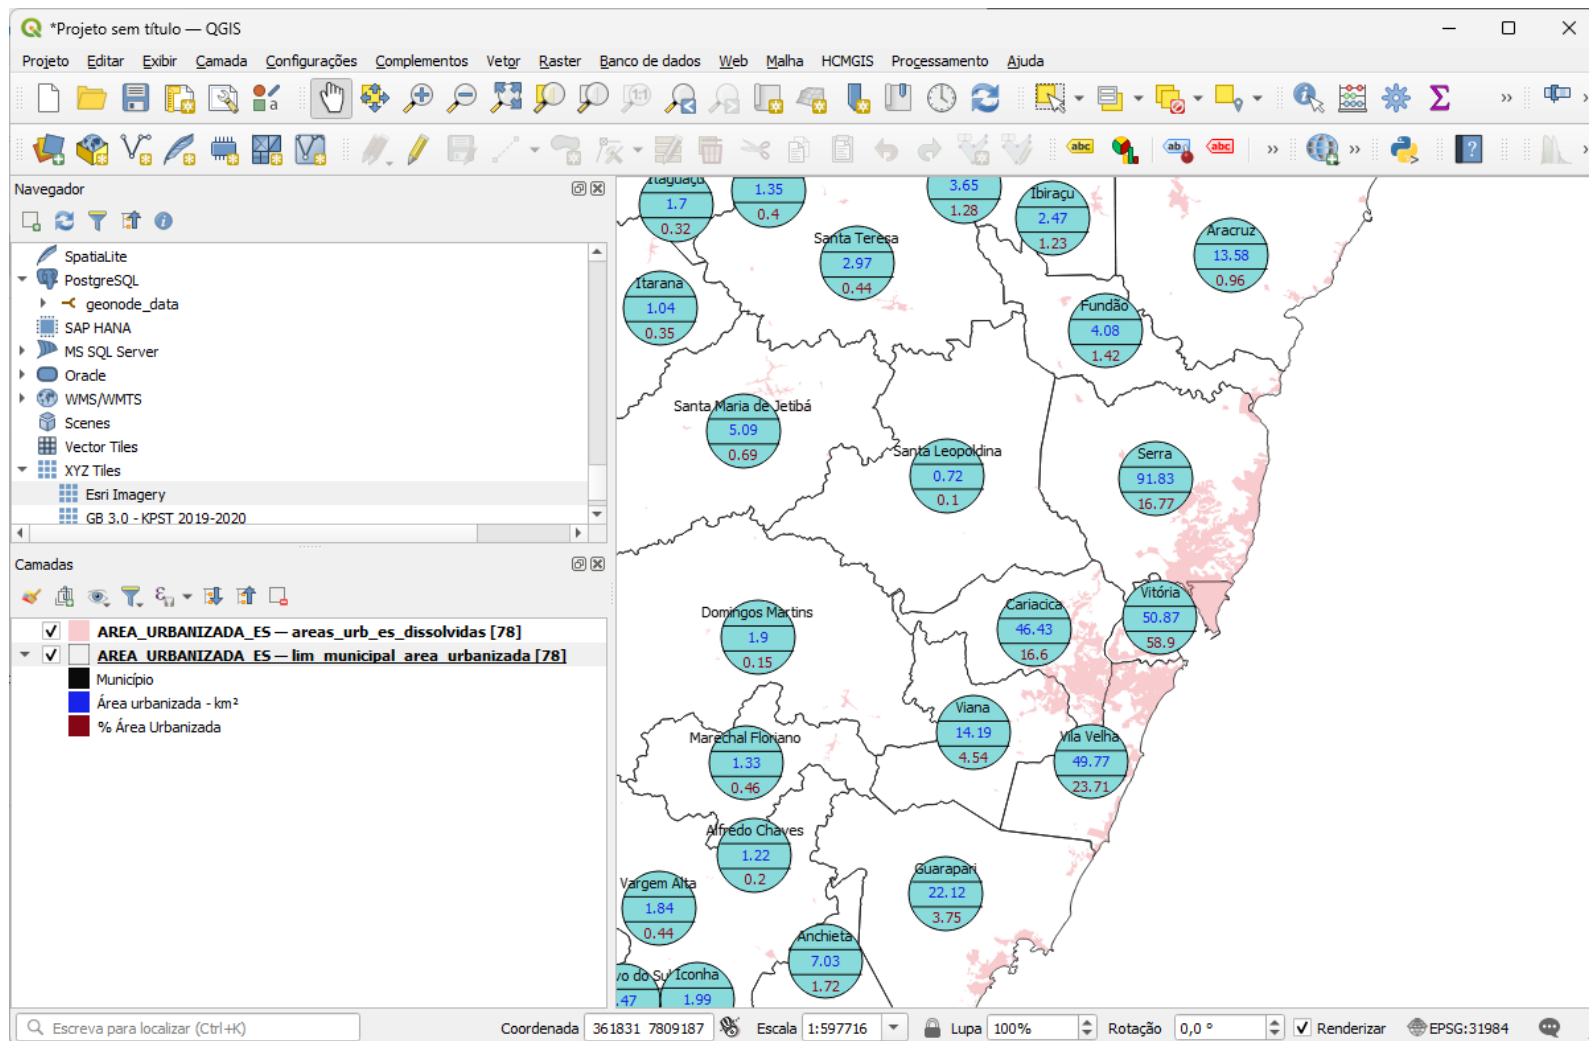 *Projeto sem título — QGIS
Projeto Editar Exibir Camada Configurações Complementos Vetor Raster Banco de dados Web Malha HCMGIS Processamento Ajuda
Navegador
SpatiaLite
PostgreSQL
geonode_data
SAP HANA
MS SQL Server
Oracle
WMS/WMTS
Scenes
Vector Tiles
XYZ Tiles
Esri Imagery
GB 3.0 - KPST 2019-2020
Camadas
AREA_URBANIZADA_ES — areas_urb_es_dissolvidas [78]
AREA_URBANIZADA_ES — lim_municipal_area_urbanizada [78]
Município
Área urbanizada - km²
% Área Urbanizada
Itaguaçu
1.7
0.32
1.35
0.4
3.65
1.28
Ibiraçu
2.47
1.23
Aracruz
13.58
0.96
Santa Teresa
2.97
0.44
Itarana
1.04
0.35
Fundão
4.08
1.42
Santa Maria de Jetibá
5.09
0.69
Santa Leopoldina
0.72
0.1
Serra
91.83
16.77
Domingos Martins
1.9
0.15
Cariacica
46.43
16.6
Vitória
50.87
58.9
Marechal Floriano
1.33
0.46
Viana
14.19
4.54
Vila Velha
49.77
23.71
Alfredo Chaves
1.22
0.2
Vargem Alta
1.84
0.44
Guarapari
22.12
3.75
Anchieta
7.03
1.72
vo do Sul
.47
Iconha
1.99
Escreva para localizar (Ctrl+K)
Coordenada 361831 7809187 Escala 1:597716 Lupa 100% Rotação 0,0 ° Renderizar EPSG:31984